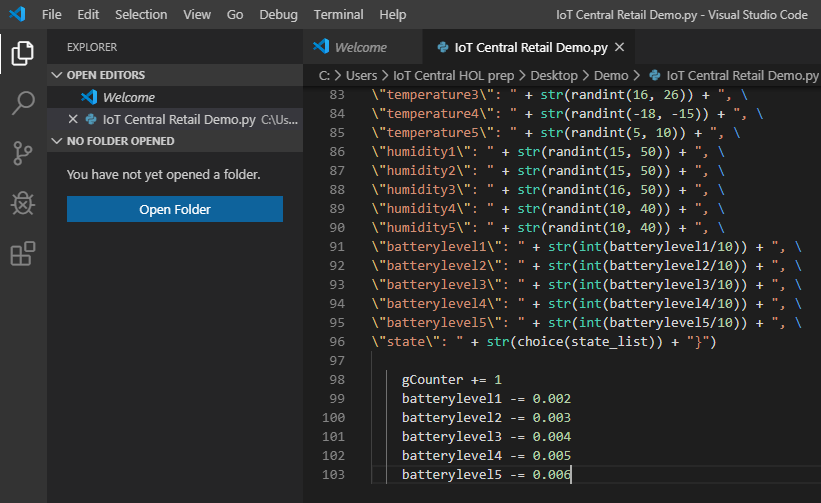 File Edit Selection View Go Debug Terminal Help IoT Central Retail Demo.py - Visual Studio Code
EXPLORER
OPEN EDITORS
Welcome
IoT Central Retail Demo.py C:\Us...
NO FOLDER OPENED
You have not yet opened a folder.
Open Folder
Welcome IoT Central Retail Demo.py
C: > Users > IoT Central HOL prep > Desktop > Demo > IoT Central Retail Demo.py
83 \"temperature3\": " + str(randint(16, 26)) + ", \
84 \"temperature4\": " + str(randint(-18, -15)) + ", \
85 \"temperature5\": " + str(randint(5, 10)) + ", \
86 \"humidity1\": " + str(randint(15, 50)) + ", \
87 \"humidity2\": " + str(randint(15, 50)) + ", \
88 \"humidity3\": " + str(randint(16, 50)) + ", \
89 \"humidity4\": " + str(randint(10, 40)) + ", \
90 \"humidity5\": " + str(randint(10, 40)) + ", \
91 \"batterylevel1\": " + str(int(batterylevel1/10)) + ", \
92 \"batterylevel2\": " + str(int(batterylevel2/10)) + ", \
93 \"batterylevel3\": " + str(int(batterylevel3/10)) + ", \
94 \"batterylevel4\": " + str(int(batterylevel4/10)) + ", \
95 \"batterylevel5\": " + str(int(batterylevel5/10)) + ", \
96 \"state\": " + str(choice(state_list)) + "}")
97
98 gCounter += 1
99 batterylevel1 -= 0.002
100 batterylevel2 -= 0.003
101 batterylevel3 -= 0.004
102 batterylevel4 -= 0.005
103 batterylevel5 -= 0.006